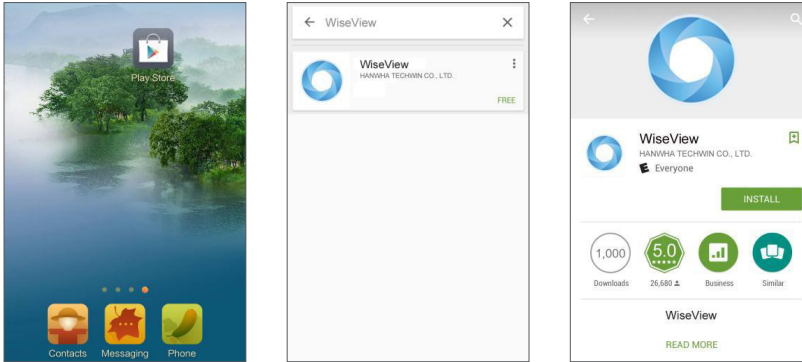 Play Store
Contacts
Messaging
Phone
WiseView
WiseView
HANWHA TECHWIN CO., LTD.
FREE
WiseView
HANWHA TECHWIN CO., LTD.
E Everyone
INSTALL
1,000
5.0
Downloads
26,680
Business
Similar
WiseView
READ MORE